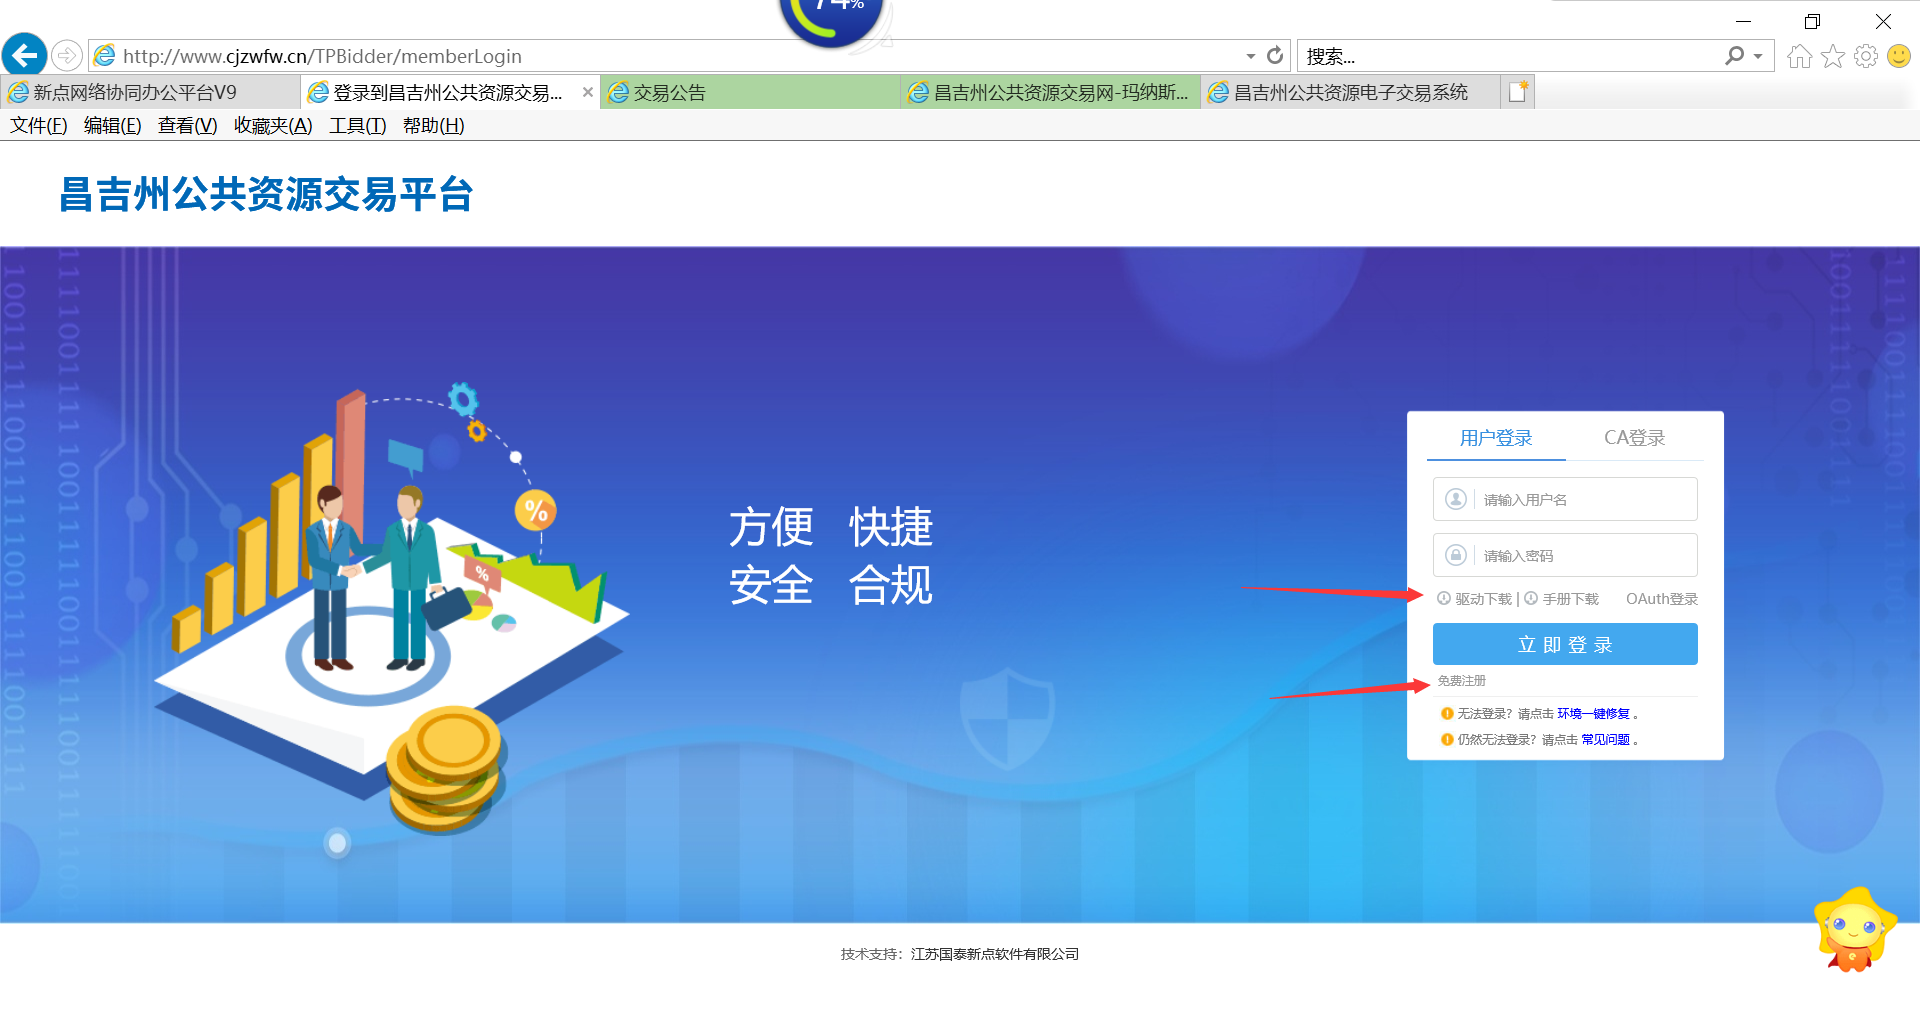 74%
http://www.cjzwfw.cn/TPBidder/memberLogin
搜索...
新点网络协同办公平台V9
登录到昌吉州公共资源交易...
交易公告
昌吉州公共资源交易网-玛纳斯...
昌吉州公共资源电子交易系统
文件(F) 编辑(E) 查看(V) 收藏夹(A) 工具(T) 帮助(H)
昌吉州公共资源交易平台
%
%
方便 快捷
安全 合规
用户登录 CA登录
请输入用户名
请输入密码
驱动下载 | 手册下载 OAuth登录
立即登录
免费注册
无法登录？请点击 环境一键修复 。
仍然无法登录？请点击 常见问题 。
技术支持：江苏国泰新点软件有限公司